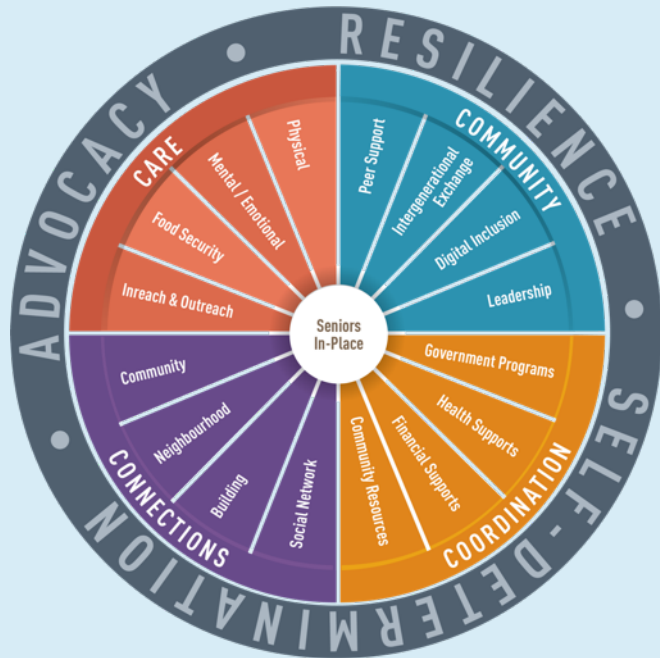 ADVOCACY
RESILIENCE
SELF-DETERMINATION
CARE
Physical
Mental / Emotional
Food Security
Inreach & Outreach
COMMUNITY
Peer Support
Intergenerational
Exchange
Digital Inclusion
Leadership
Seniors
In-Place
COORDINATION
Government Programs
Health Supports
Financial Supports
Community Resources
CONNECTIONS
Community
Neighbourhood
Building
Social Network